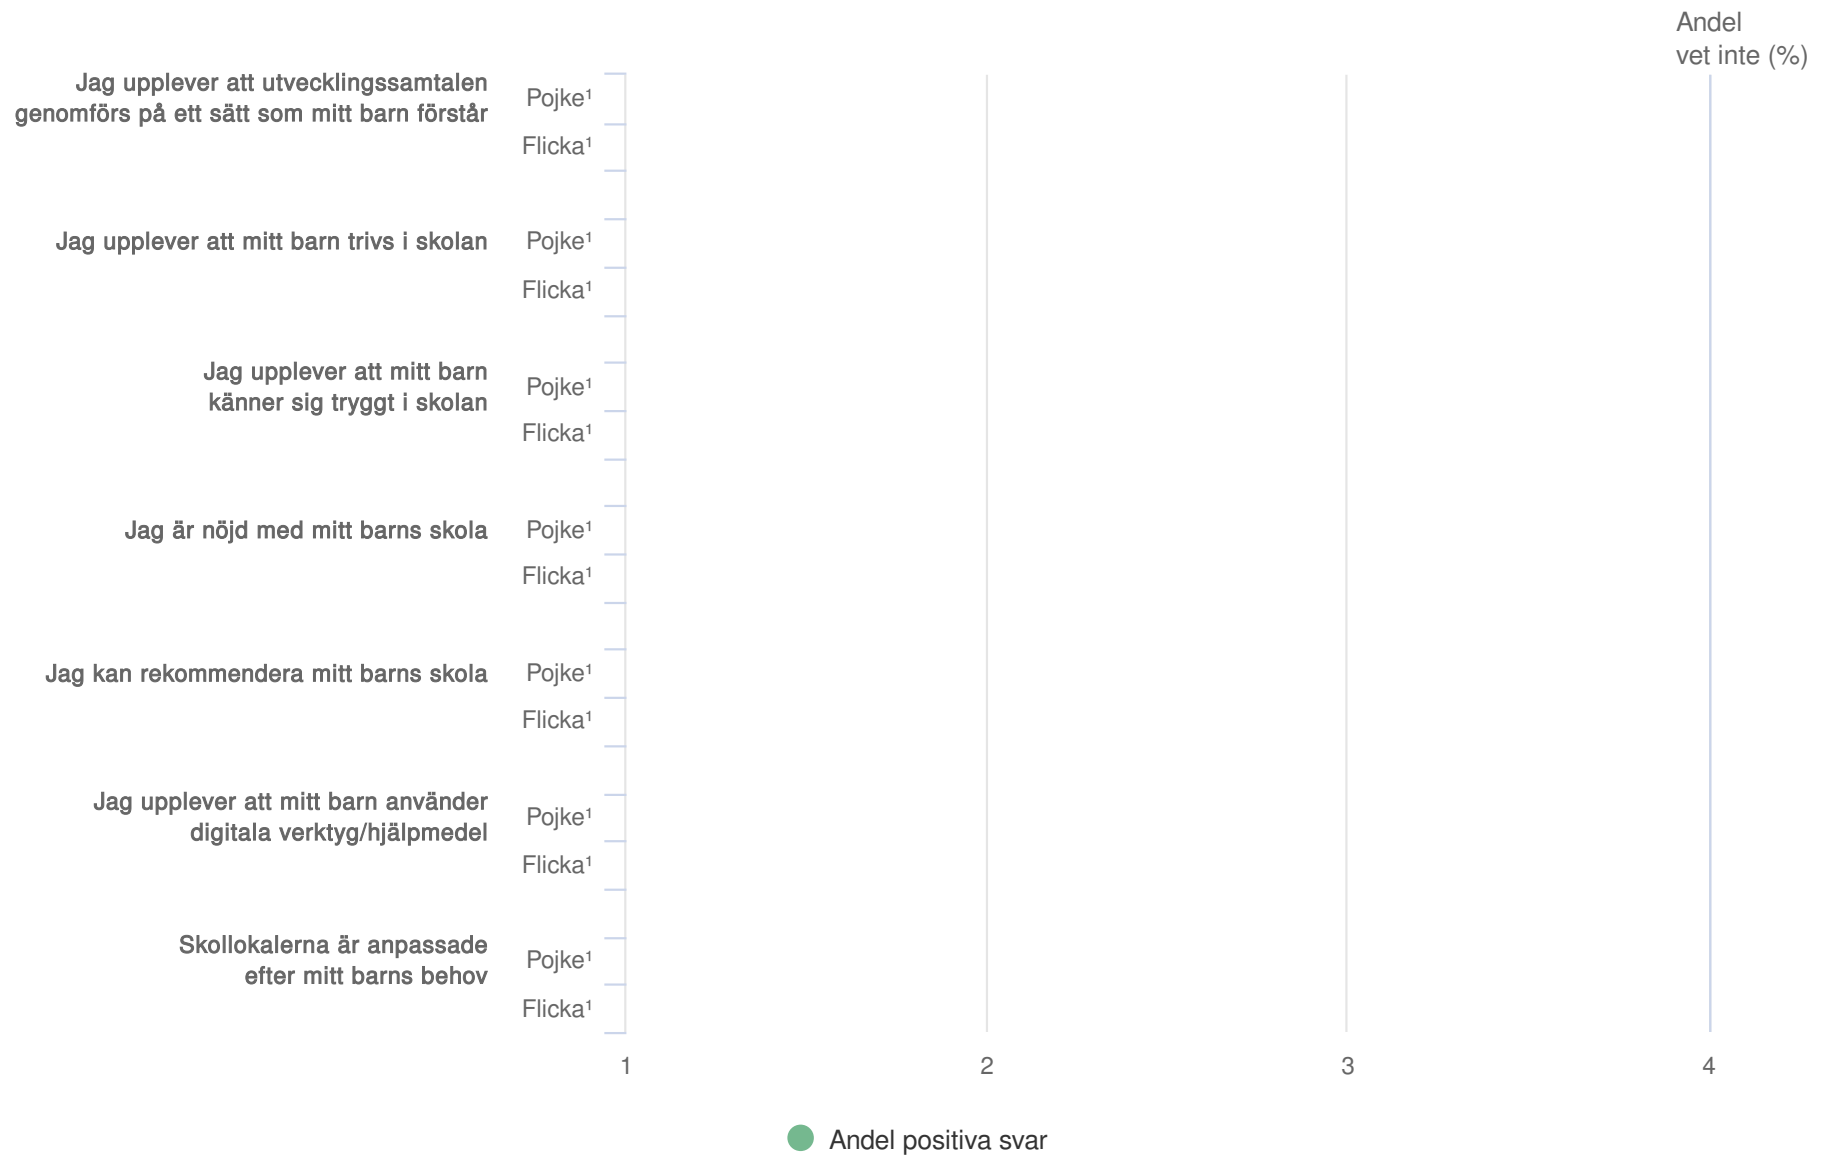 Andel
vet inte (%)
Jag upplever att utvecklingssamtalen
genomförs på ett sätt som mitt barn förstår
Pojke¹
Flicka¹
Jag upplever att mitt barn trivs i skolan
Pojke¹
Flicka¹
Jag upplever att mitt barn
känner sig tryggt i skolan
Pojke¹
Flicka¹
Jag är nöjd med mitt barns skola
Pojke¹
Flicka¹
Jag kan rekommendera mitt barns skola
Pojke¹
Flicka¹
Jag upplever att mitt barn använder
digitala verktyg/hjälpmedel
Pojke¹
Flicka¹
Skollokalerna är anpassade
efter mitt barns behov
Pojke¹
Flicka¹
1 2 3 4
Andel positiva svar